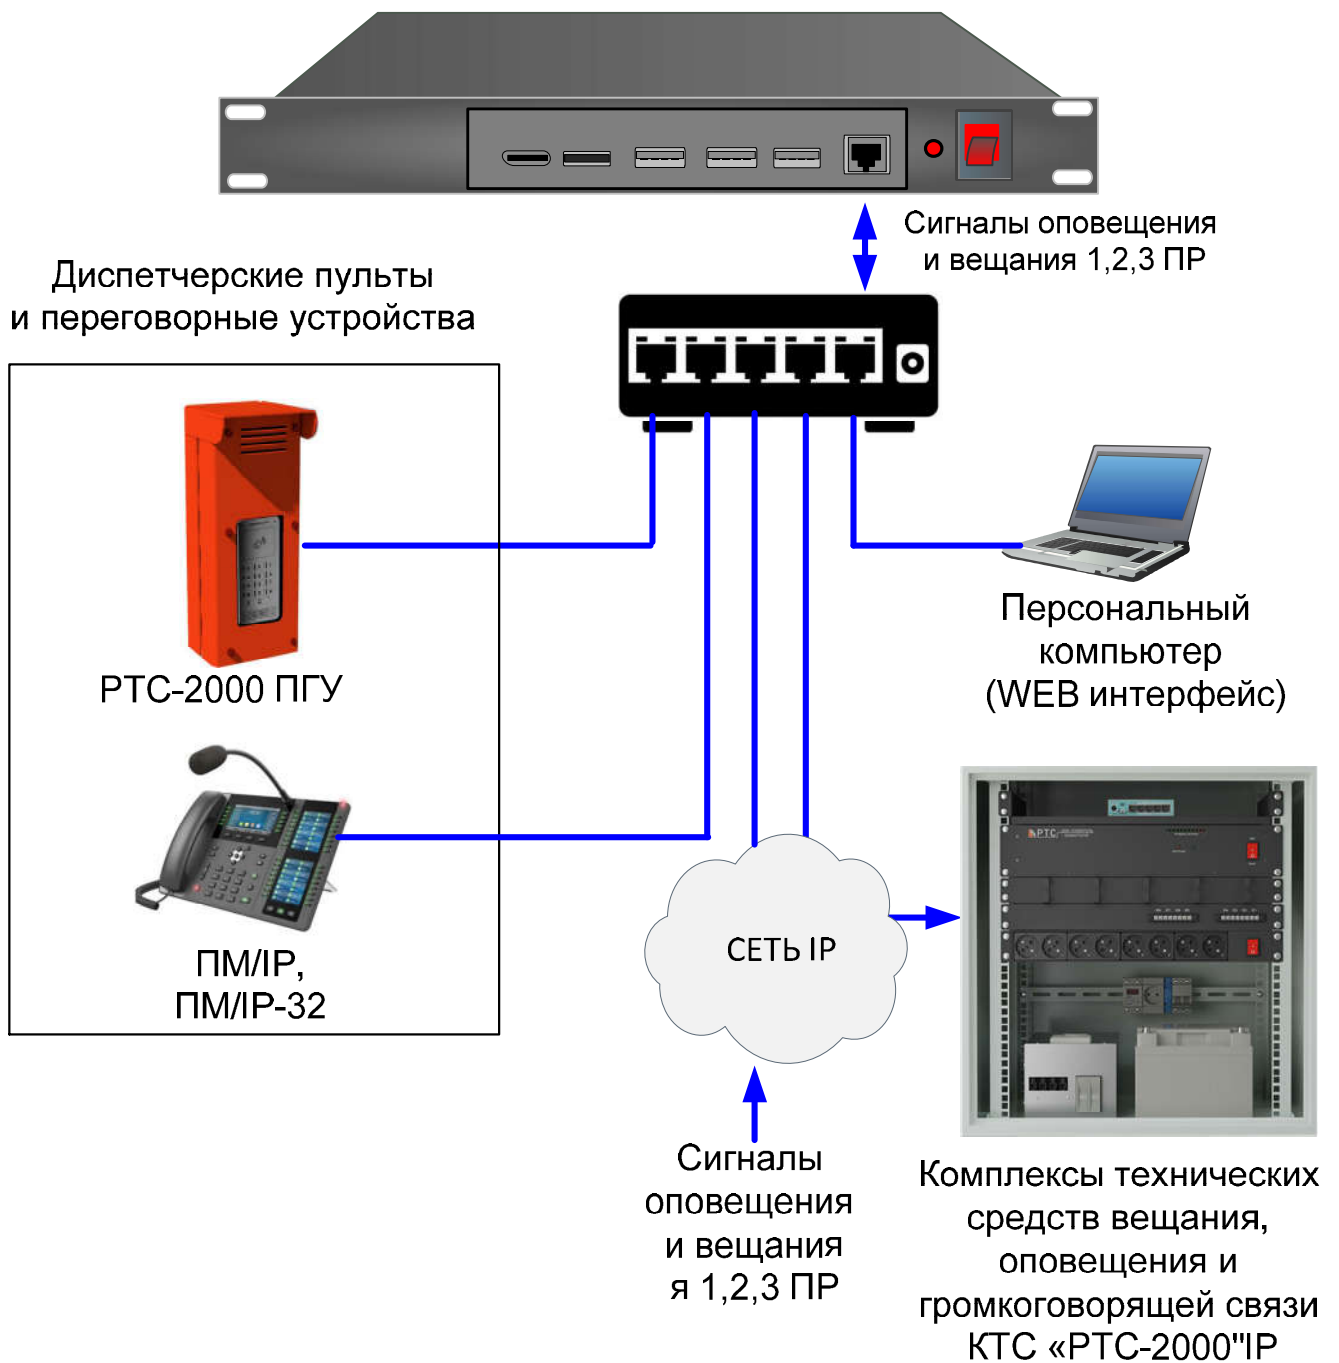 Сигналы оповещения
и вещания 1,2,3 ПР
Диспетчерские пульты
и переговорные устройства
РТС-2000 ПГУ
ПМ/IP,
ПМ/IP-32
Персональный
компьютер
(WEB интерфейс)
РТС
СЕТЬ IP
Сигналы
оповещения
и вещания
я 1,2,3 ПР
Комплексы технических
средств вещания,
оповещения и
громкоговорящей связи
КТС «РТС-2000"IP